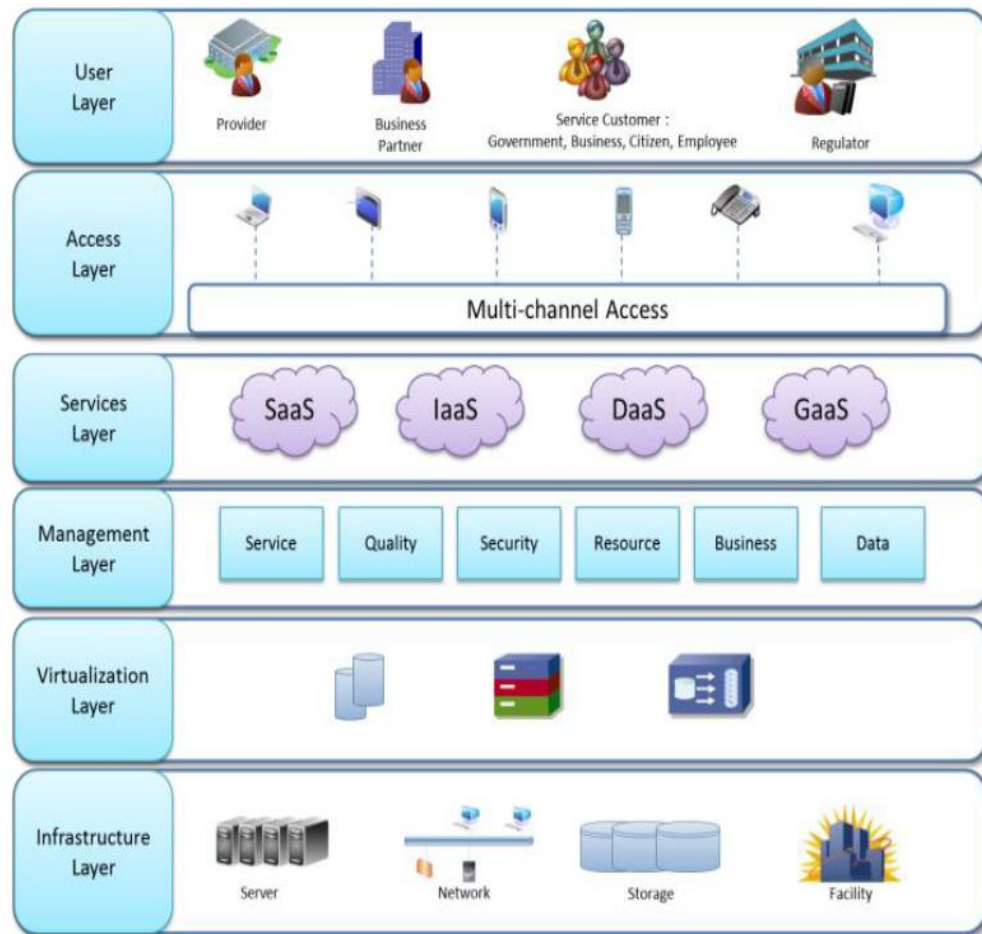 User
Layer
Provider
Business
Partner
Service Customer :
Government, Business, Citizen, Employee
Regulator
Access
Layer
Multi-channel Access
Services
Layer
SaaS
IaaS
DaaS
GaaS
Management
Layer
Service
Quality
Security
Resource
Business
Data
Virtualization
Layer
Infrastructure
Layer
Server
Network
Storage
Facility